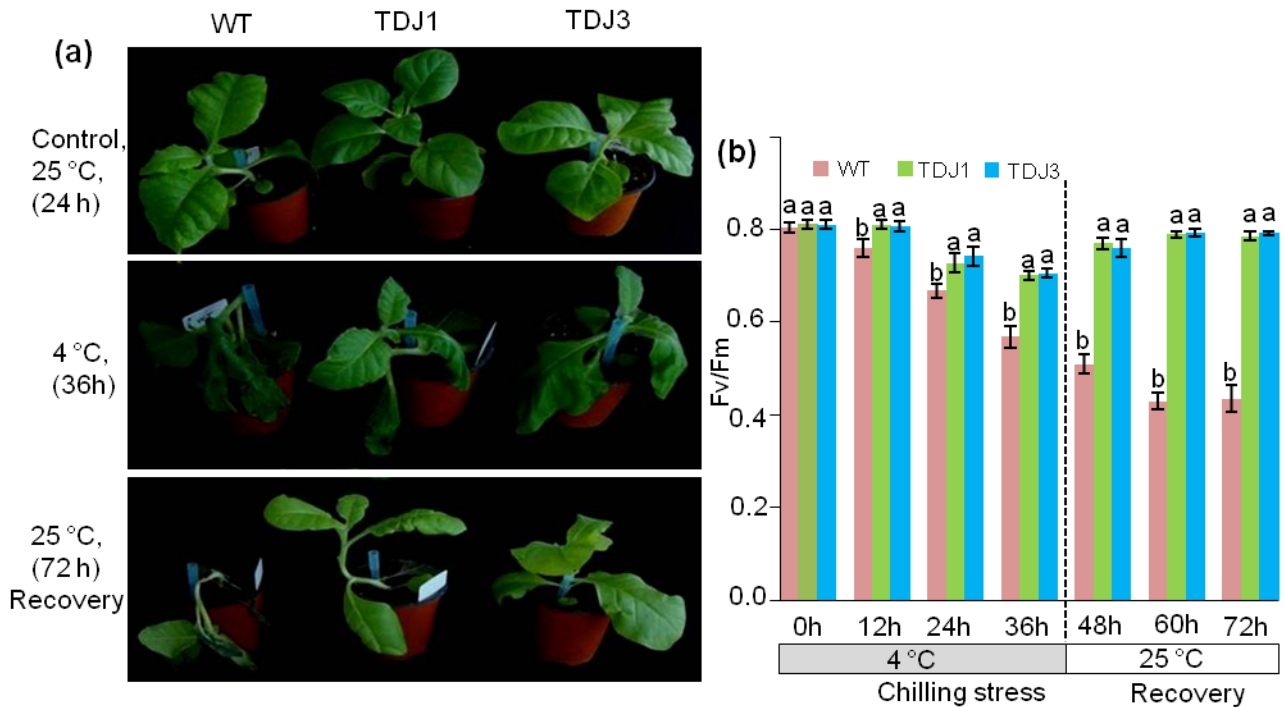 WT TDJ1 TDJ3
(a)
Control,
25 °C,
(24 h)
4 °C,
(36h)
25 °C,
(72 h)
Recovery
(b)
WT TDJ1 TDJ3
Fv/Fm
0.8
0.6
0.4
0.2
0.0
a a a
b a a
b a a
b a a
b a a
b a a
b a a
0h 12h 24h 36h 48h 60h 72h
4 °C 25 °C
Chilling stress Recovery